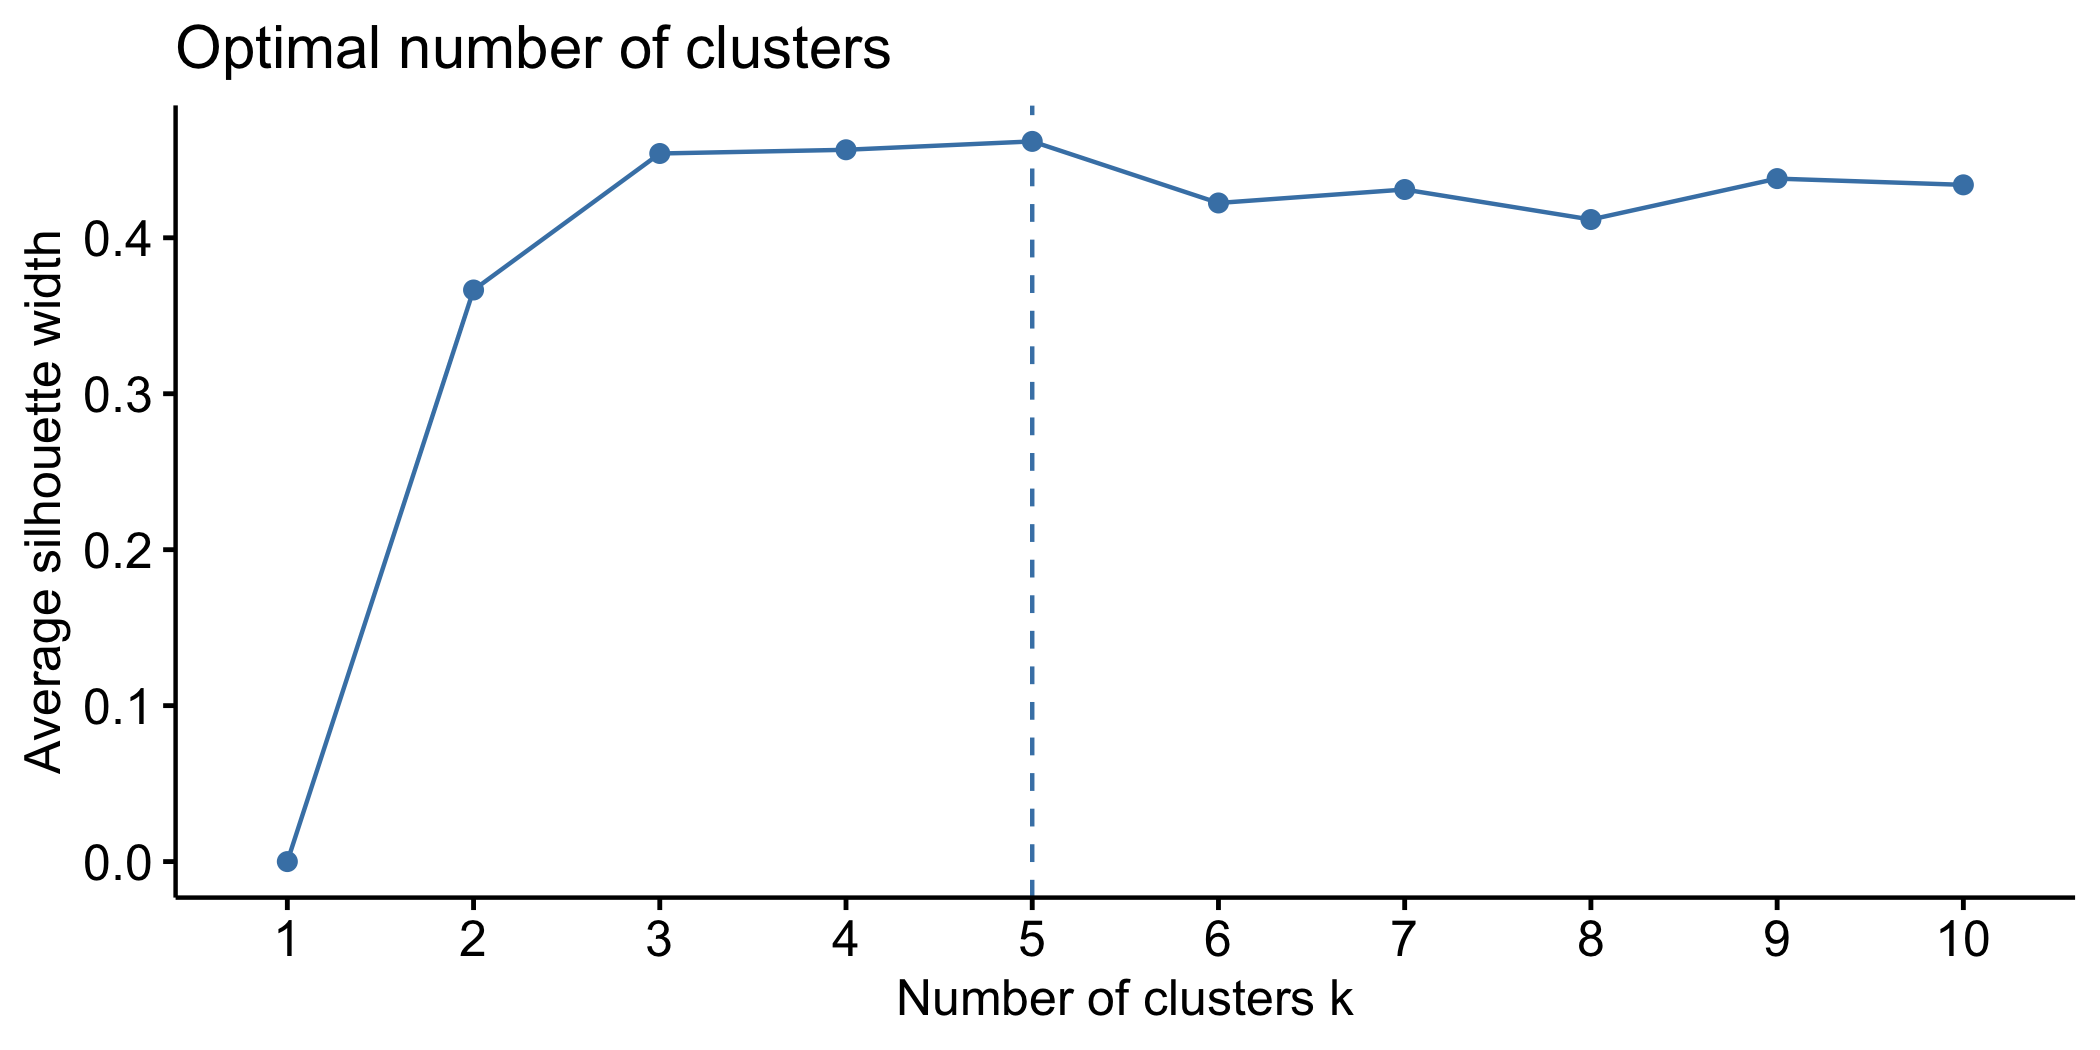 Optimal number of clusters
Average silhouette width
0.4
0.3
0.2
0.1
0.0
1 2 3 4 5 6 7 8 9 10
Number of clusters k